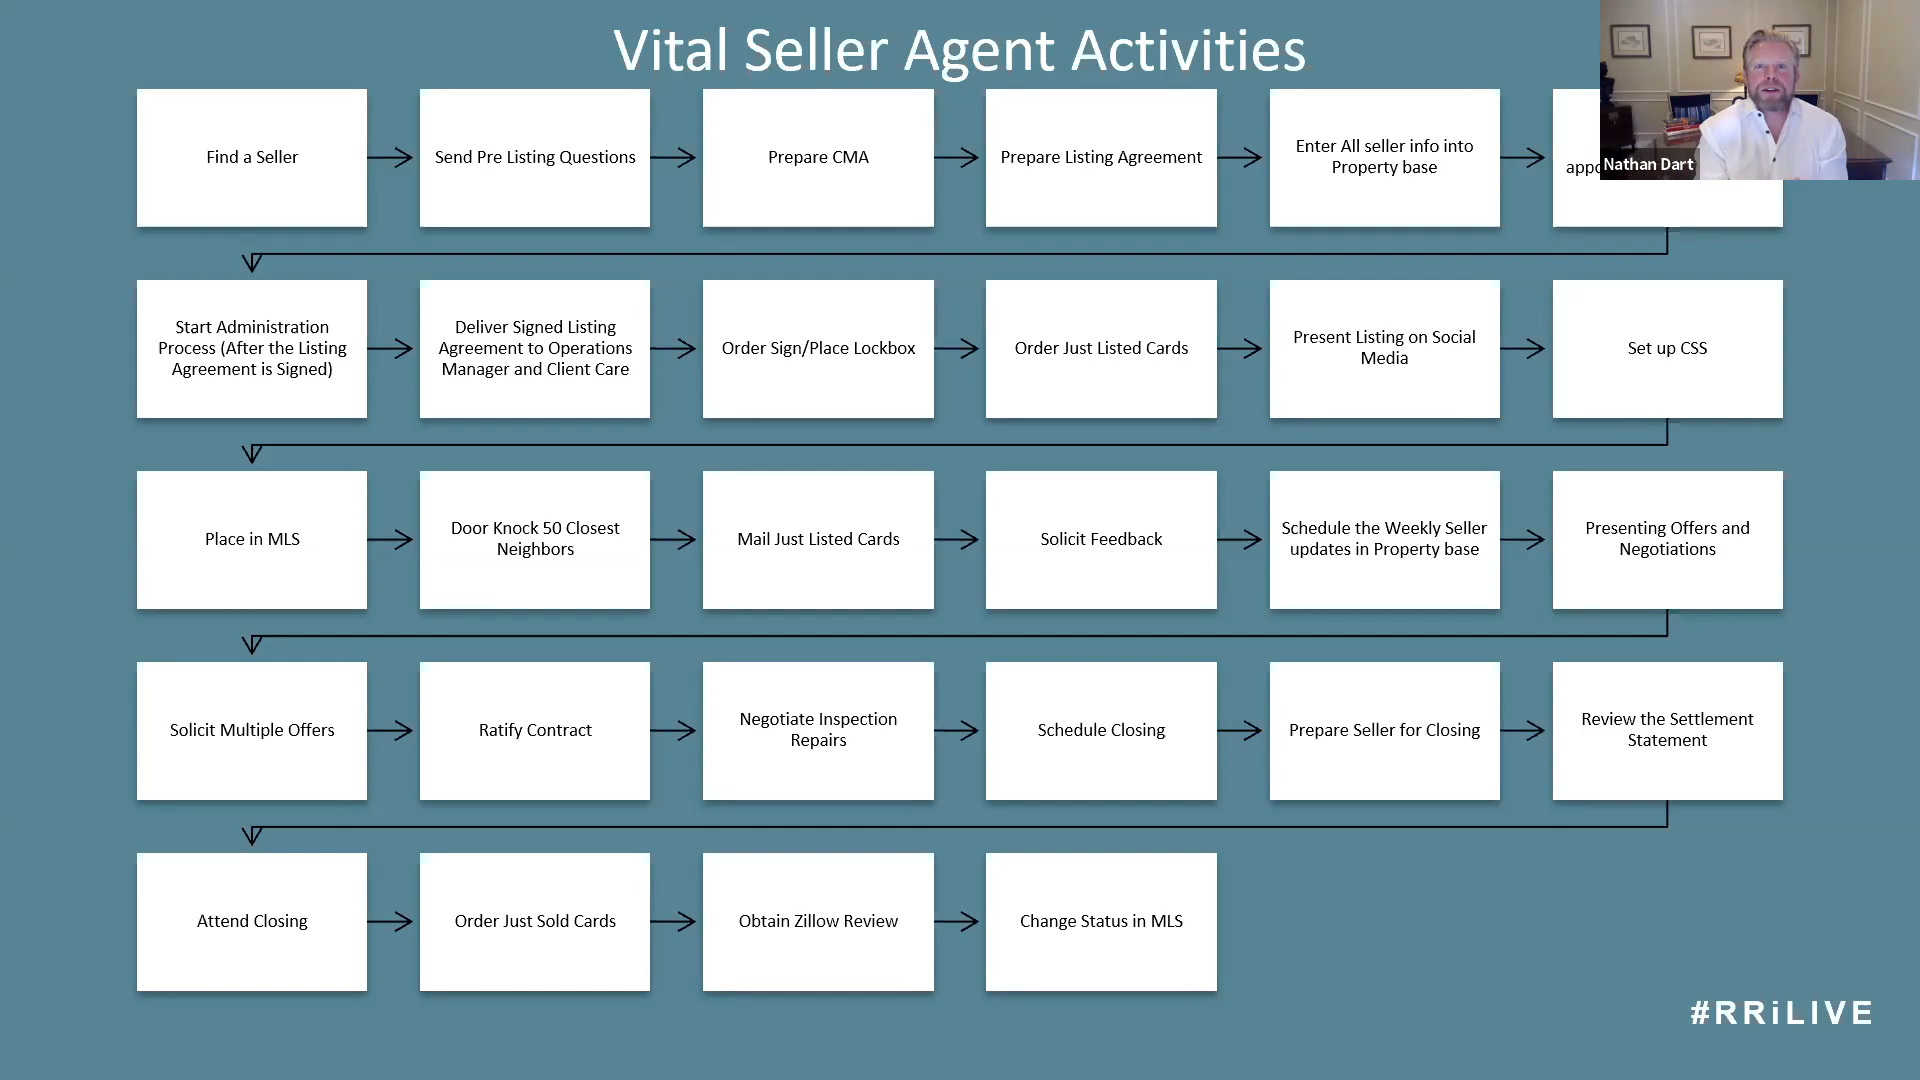 Vital Seller Agent Activities
Find a Seller
Send Pre Listing Questions
Prepare CMA
Prepare Listing Agreement
Enter All seller info into
Property base
Nathan Dart
Start Administration
Process (After the Listing
Agreement is Signed)
Deliver Signed Listing
Agreement to Operations
Manager and Client Care
Order Sign/Place Lockbox
Order Just Listed Cards
Present Listing on Social
Media
Set up CSS
Place in MLS
Door Knock 50 Closest
Neighbors
Mail Just Listed Cards
Solicit Feedback
Schedule the Weekly Seller
updates in Property base
Presenting Offers and
Negotiations
Solicit Multiple Offers
Ratify Contract
Negotiate Inspection
Repairs
Schedule Closing
Prepare Seller for Closing
Review the Settlement
Statement
Attend Closing
Order Just Sold Cards
Obtain Zillow Review
Change Status in MLS
#RRiLIVE